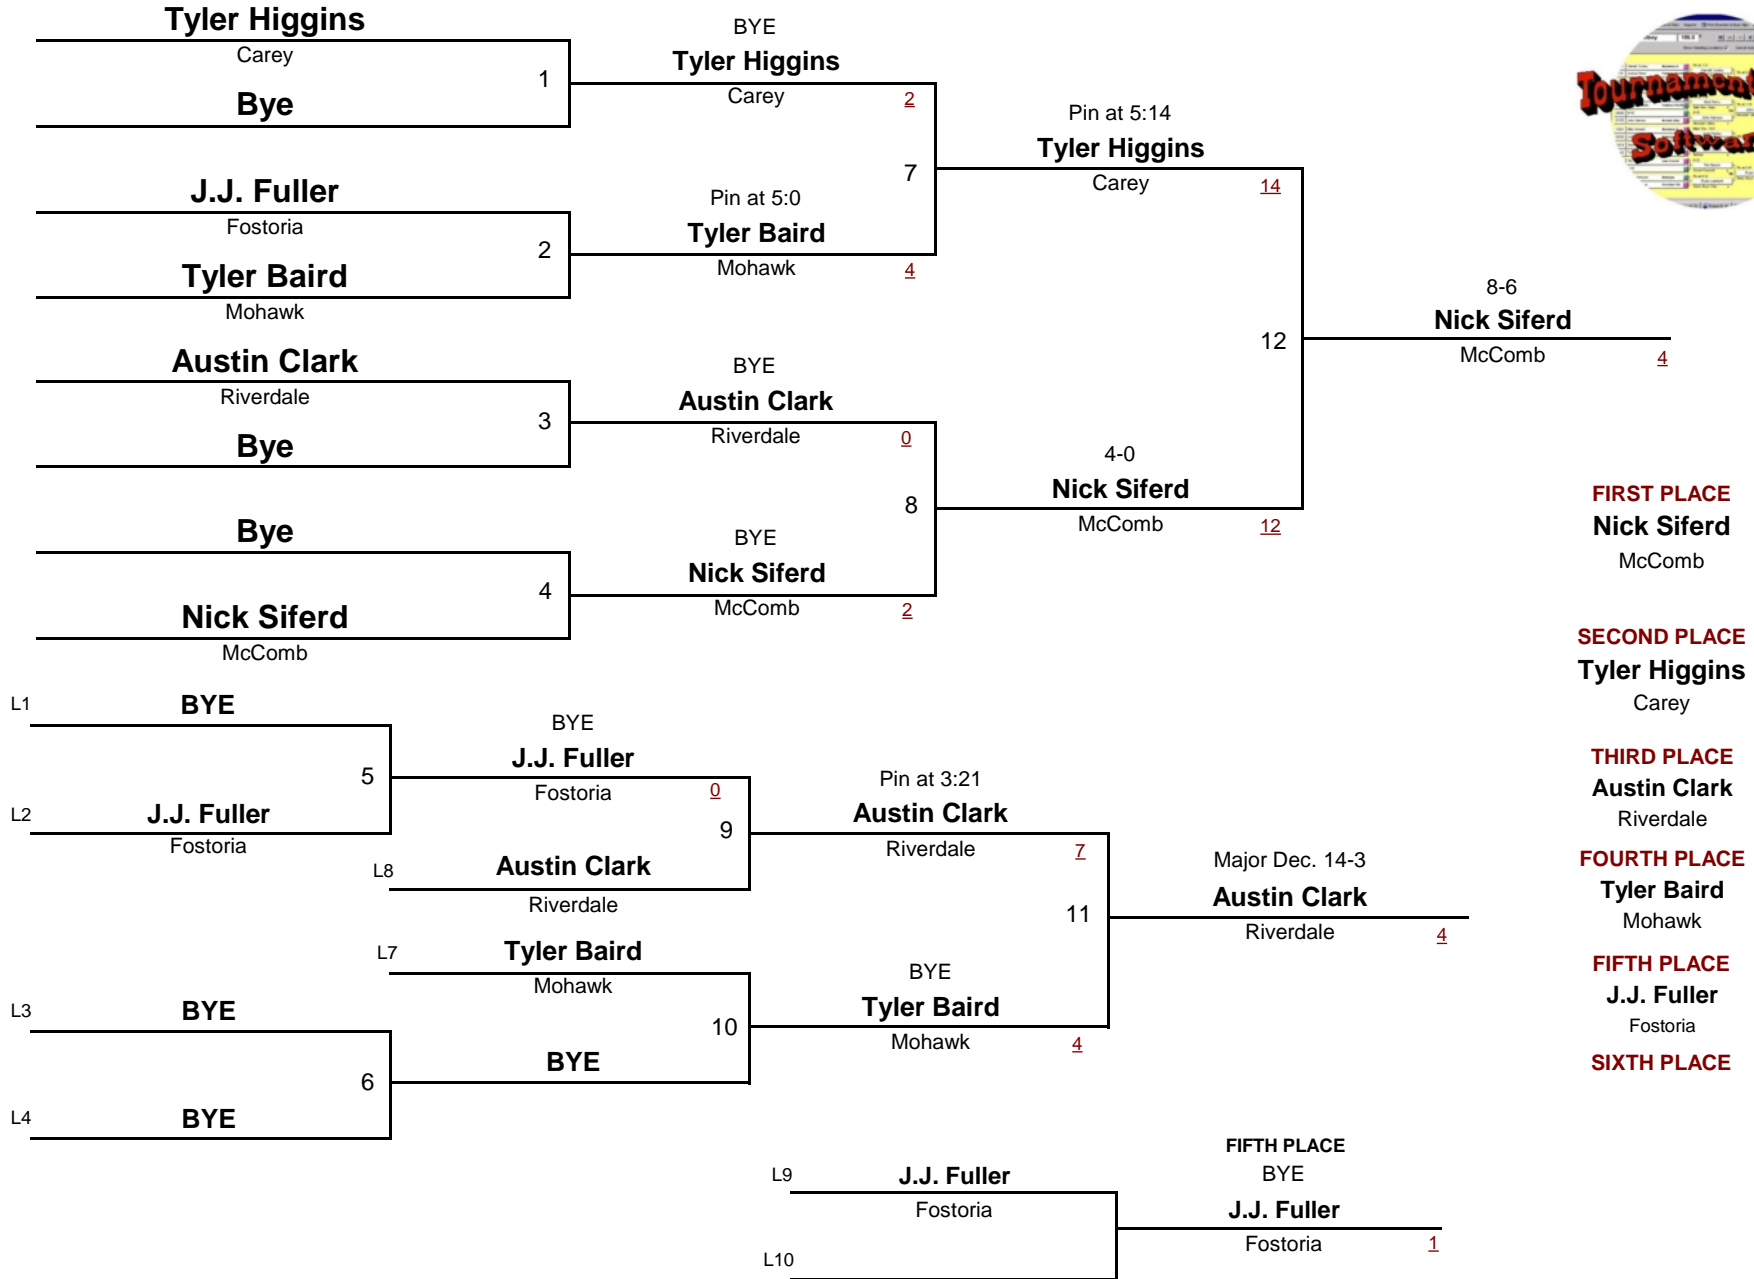 Tyler Higgins
Carey
1
Bye
BYE
Tyler Higgins
Carey
2
J.J. Fuller
Fostoria
2
Tyler Baird
Mohawk
Pin at 5:0
Tyler Baird
Mohawk
4
7
Pin at 5:14
Tyler Higgins
Carey
14
Austin Clark
Riverdale
3
Bye
BYE
Austin Clark
Riverdale
0
Bye
4
Nick Siferd
McComb
BYE
Nick Siferd
McComb
2
8
4-0
Nick Siferd
McComb
12
12
8-6
Nick Siferd
McComb
4
Tournament
Software
FIRST PLACE
Nick Siferd
McComb
SECOND PLACE
Tyler Higgins
Carey
THIRD PLACE
Austin Clark
Riverdale
FOURTH PLACE
Tyler Baird
Mohawk
FIFTH PLACE
J.J. Fuller
Fostoria
SIXTH PLACE
L1
BYE
5
L2
J.J. Fuller
Fostoria
BYE
J.J. Fuller
Fostoria
0
9
L8
Austin Clark
Riverdale
Pin at 3:21
Austin Clark
Riverdale
7
L7
Tyler Baird
Mohawk
10
BYE
L3
BYE
6
L4
BYE
BYE
Tyler Baird
Mohawk
4
11
Major Dec. 14-3
Austin Clark
Riverdale
4
L9
J.J. Fuller
Fostoria
L10
FIFTH PLACE
BYE
J.J. Fuller
Fostoria
1